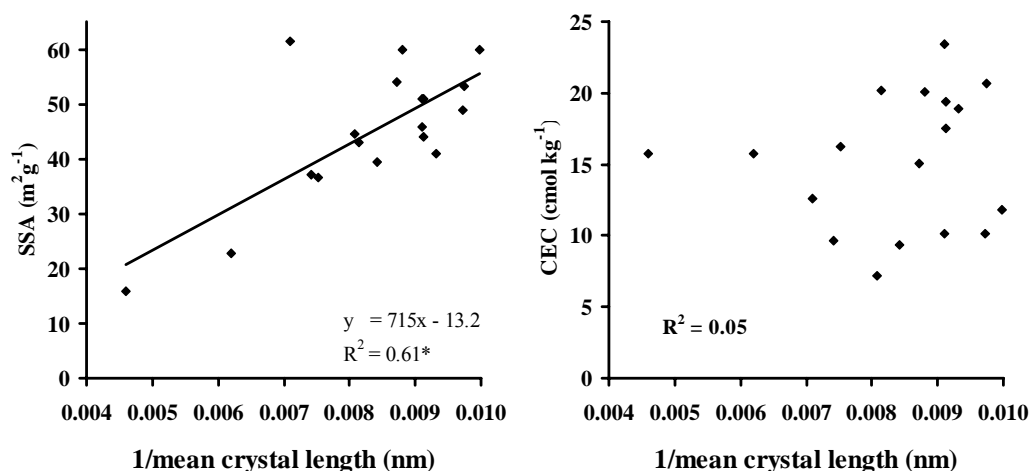 SSA (m²g⁻¹)
60
50
40
30
20
10
0
0.004 0.005 0.006 0.007 0.008 0.009 0.010
1/mean crystal length (nm)
y = 715x - 13.2
R² = 0.61*
CEC (cmol kg⁻¹)
25
20
15
10
5
0
0.004 0.005 0.006 0.007 0.008 0.009 0.010
1/mean crystal length (nm)
R² = 0.05